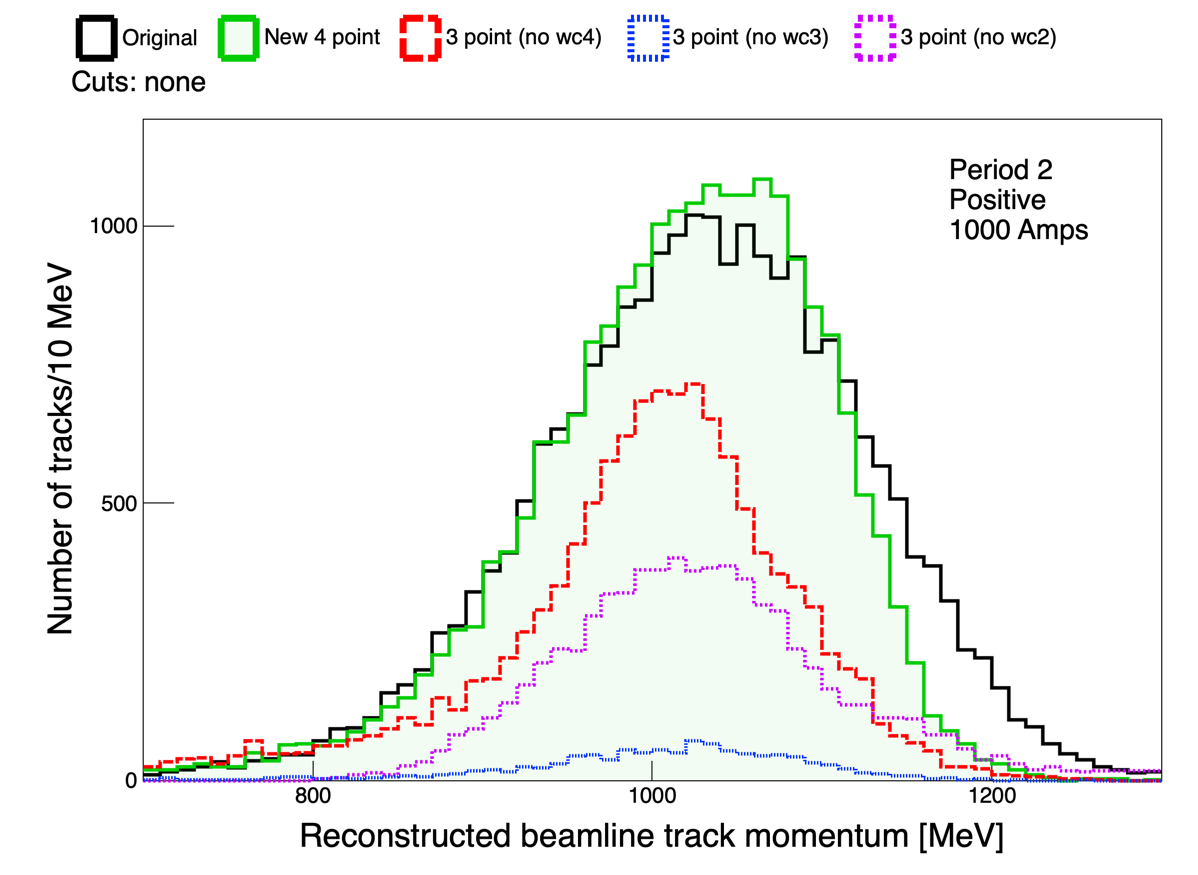 Original New 4 point 3 point (no wc4) 3 point (no wc3) 3 point (no wc2)
Cuts: none
Period 2
Positive
1000 Amps
Number of tracks/10 MeV
1000
500
0
800 1000 1200
Reconstructed beamline track momentum [MeV]